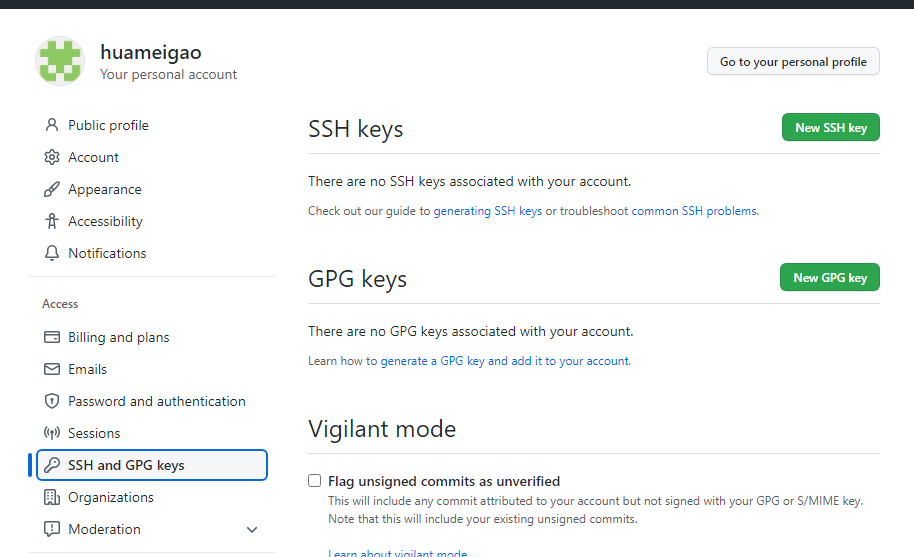 huameigao
Your personal account
Go to your personal profile
Public profile
Account
Appearance
Accessibility
Notifications
Access
Billing and plans
Emails
Password and authentication
Sessions
SSH and GPG keys
Organizations
Moderation
SSH keys
New SSH key
There are no SSH keys associated with your account.
Check out our guide to generating SSH keys or troubleshoot common SSH problems.
GPG keys
New GPG key
There are no GPG keys associated with your account.
Learn how to generate a GPG key and add it to your account.
Vigilant mode
Flag unsigned commits as unverified
This will include any commit attributed to your account but not signed with your GPG or S/MIME key.
Note that this will include your existing unsigned commits.
Learn about vigilant mode